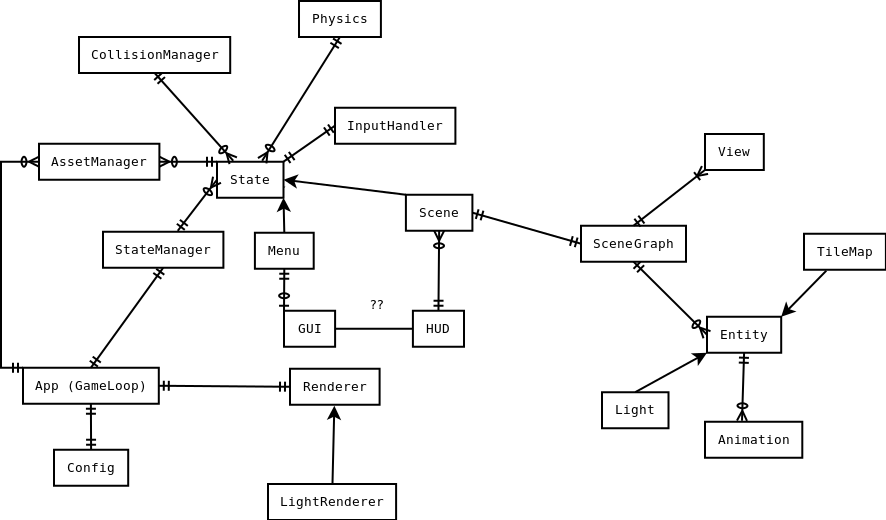 Physics
CollisionManager
InputHandler
View
AssetManager
State
Scene
StateManager
Menu
SceneGraph
TileMap
??
GUI
HUD
Entity
App (GameLoop)
Renderer
Light
Animation
Config
LightRenderer